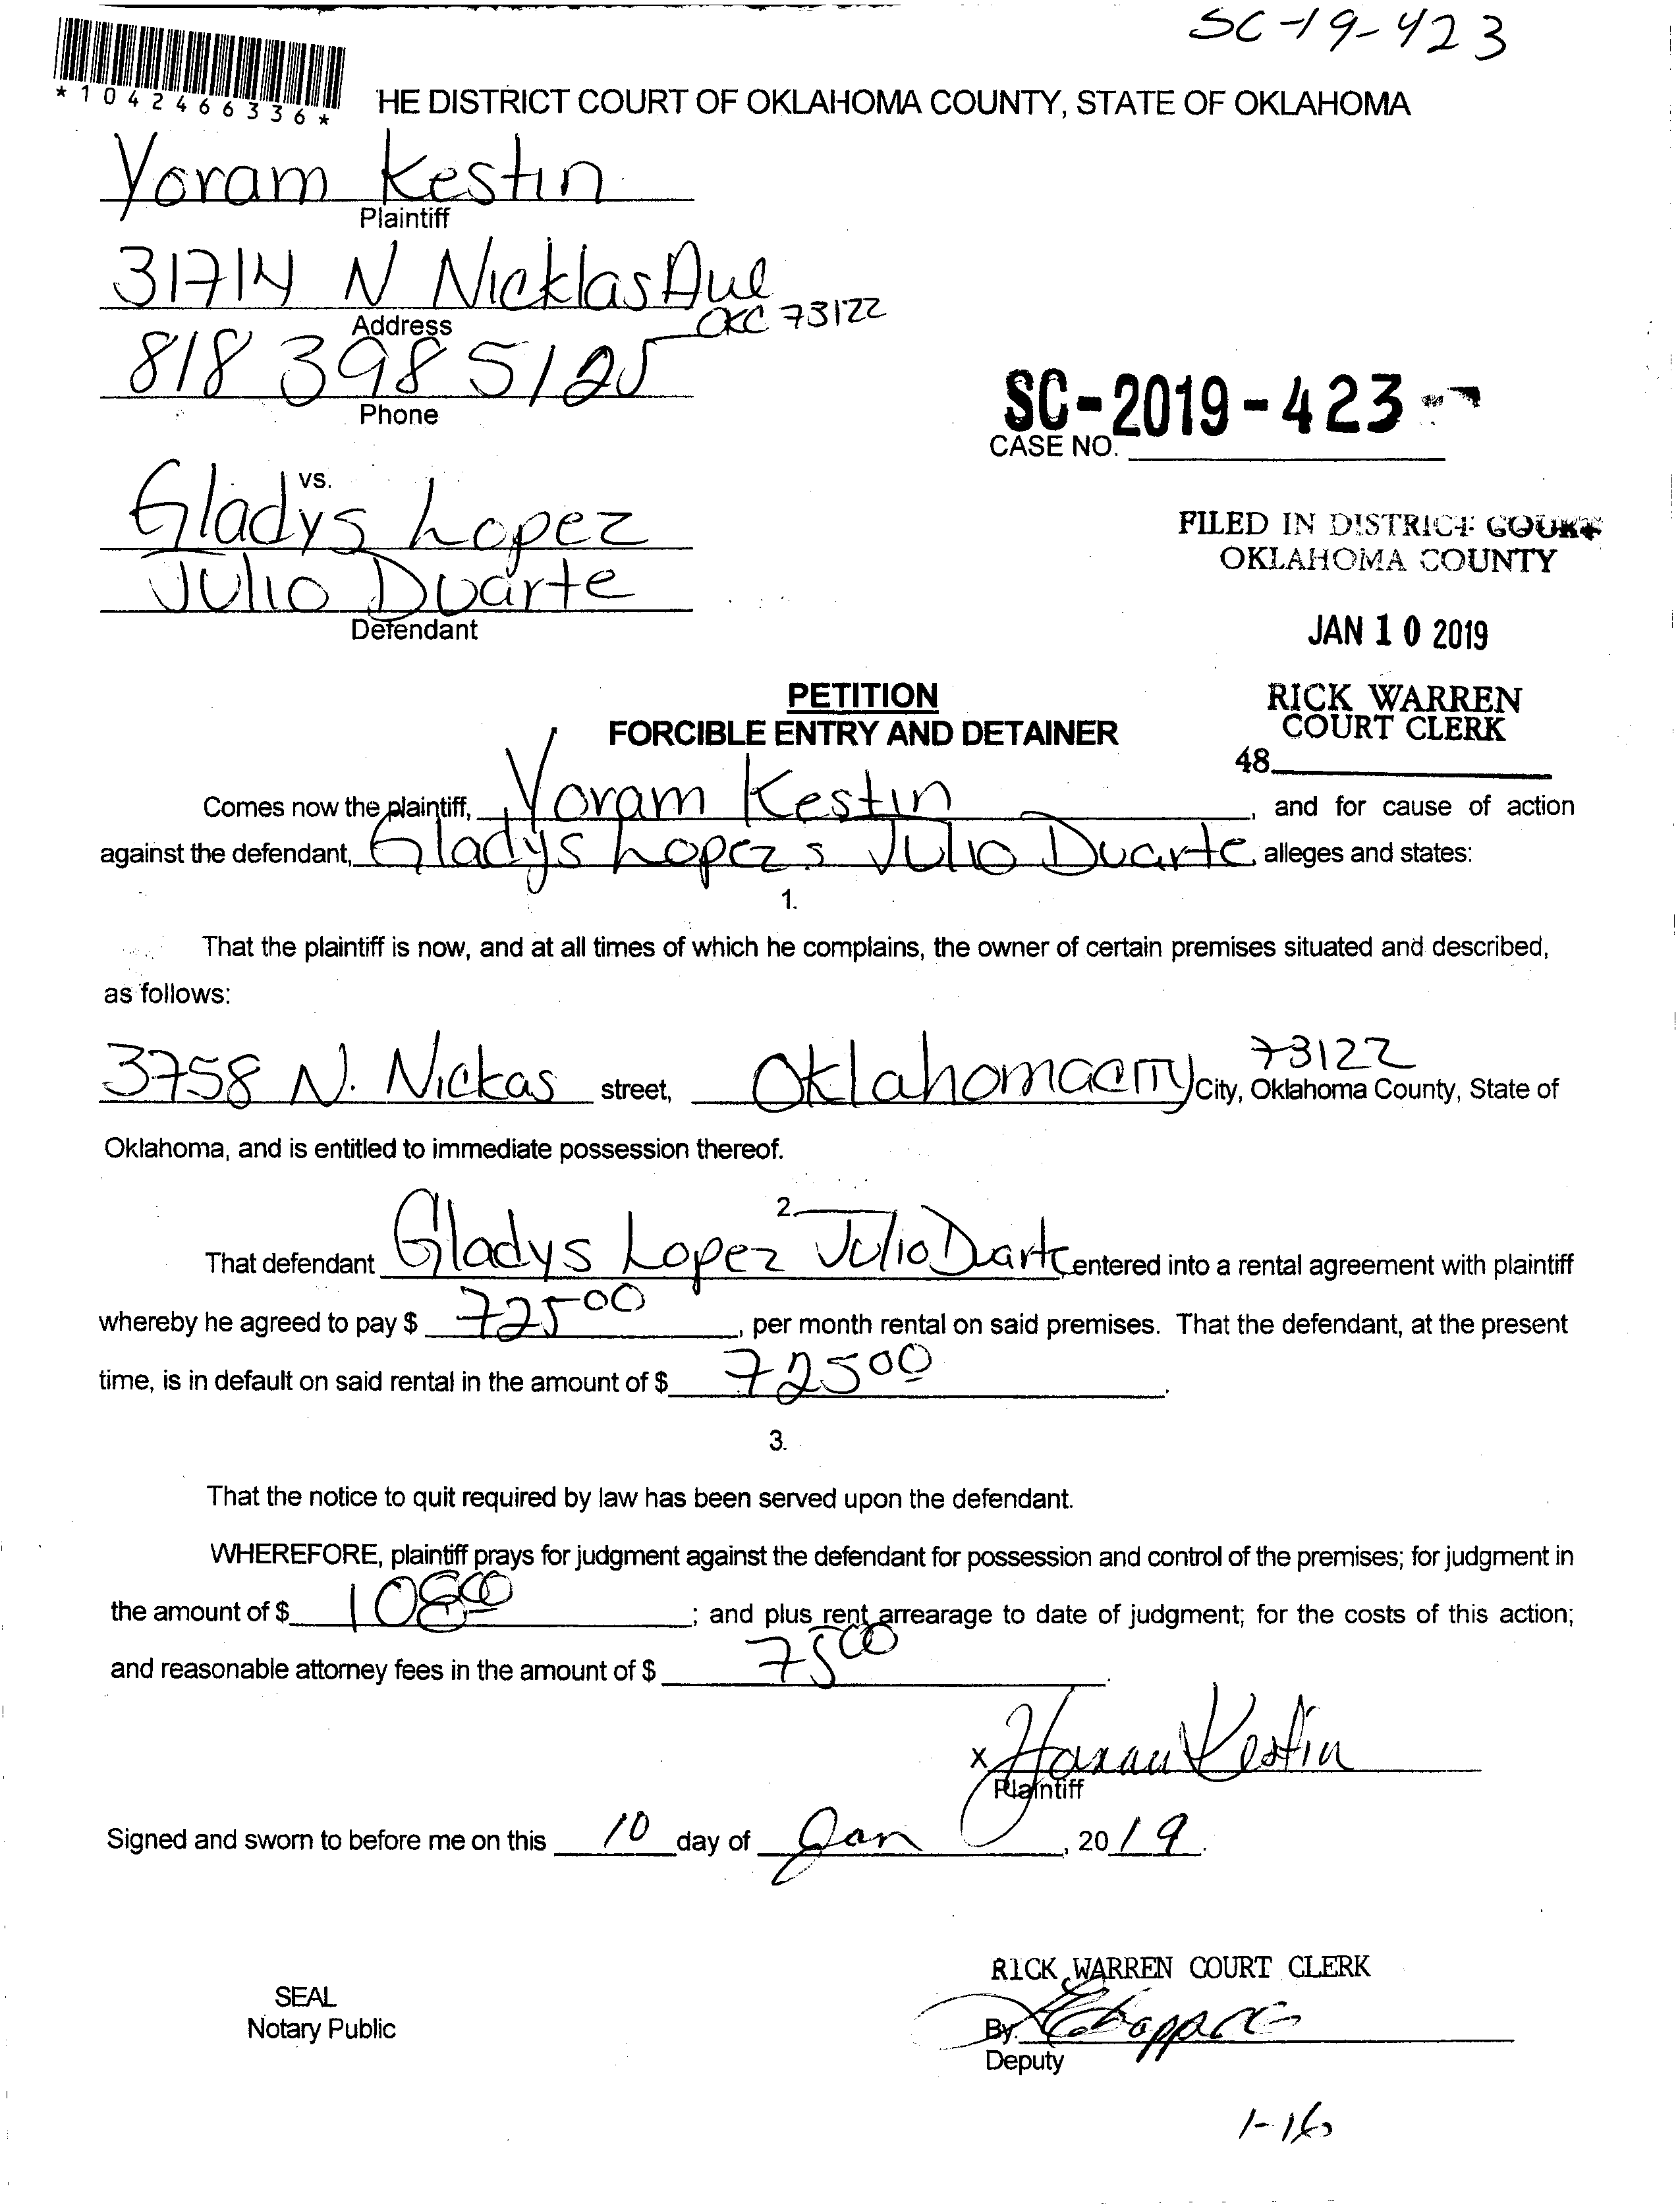 SC-19-423
*1042466336*
HE DISTRICT COURT OF OKLAHOMA COUNTY, STATE OF OKLAHOMA
Yoram Kestin
Plaintiff
31714 N Nicklas Ave
OKC 73122
Address
818 398 5125
Phone
SC-2019-423
CASE NO.
vs.
Gladys Lopez
Julio Duarte
Defendant
FILED IN DISTRICT COURT
OKLAHOMA COUNTY
JAN 10 2019
RICK WARREN
COURT CLERK
48
PETITION
FORCIBLE ENTRY AND DETAINER
Comes now the plaintiff, Yoram Kestin, and for cause of action
against the defendant, Gladys Lopez Julio Duarte alleges and states:
1.
That the plaintiff is now, and at all times of which he complains, the owner of certain premises situated and described,
as follows:
3758 N. Nickas street, Oklahomacity 73122 City, Oklahoma County, State of
Oklahoma, and is entitled to immediate possession thereof.
2.
That defendant Gladys Lopez Julio Duarte entered into a rental agreement with plaintiff
whereby he agreed to pay $ 72500, per month rental on said premises. That the defendant, at the present
time, is in default on said rental in the amount of $ 72500.
3.
That the notice to quit required by law has been served upon the defendant.
WHEREFORE, plaintiff prays for judgment against the defendant for possession and control of the premises; for judgment in
the amount of $ 10800; and plus rent arrearage to date of judgment; for the costs of this action;
and reasonable attorney fees in the amount of $ 7500.
x Hanan Kestin
Plaintiff
Signed and sworn to before me on this 10 day of Jan, 2019.
RICK WARREN COURT CLERK
SEAL
Notary Public
By
Deputy
1-16